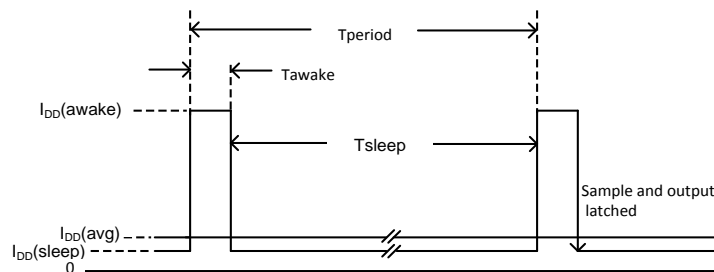 Tperiod
Tawake
IDD(awake)
Tsleep
Sample and output
latched
IDD(avg)
IDD(sleep)
0